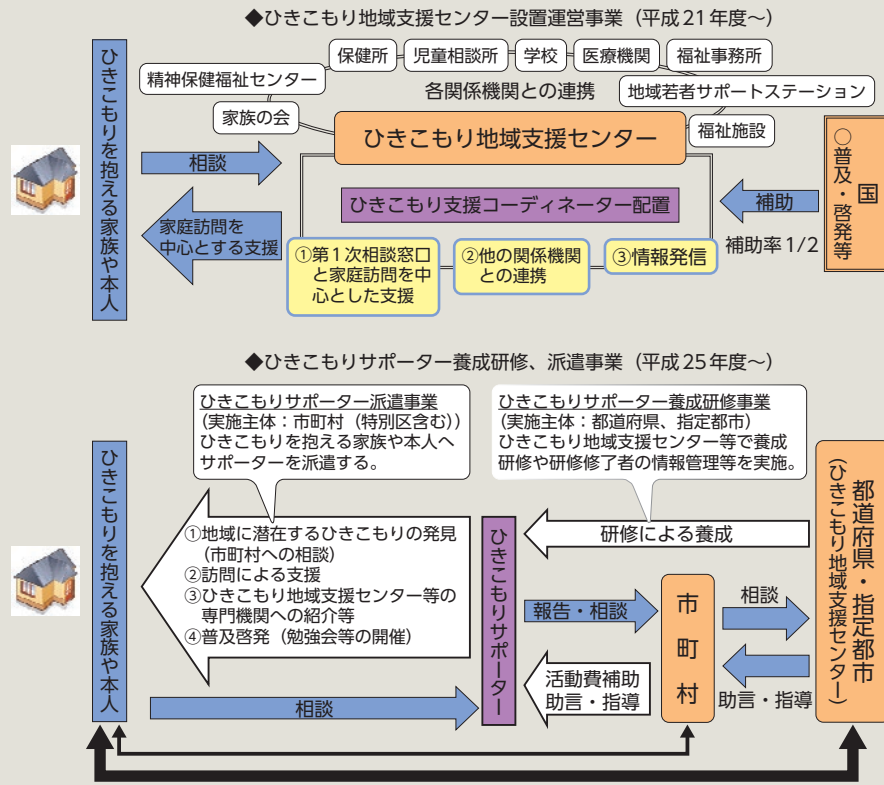 ◆ひきこもり地域支援センター設置運営事業（平成21年度～）
保健所
児童相談所
学校
医療機関
福祉事務所
精神保健福祉センター
各関係機関との連携
地域若者サポートステーション
家族の会
福祉施設
ひきこもりを抱える家族や本人
ひきこもり地域支援センター
相談
ひきこもり支援コーディネーター配置
家庭訪問を
中心とする支援
①第1次相談窓口
と家庭訪問を中
心とした支援
②他の関係機関
との連携
③情報発信
補助
補助率1/2
国
○普及・啓発等
◆ひきこもりサポーター養成研修、派遣事業（平成25年度～）
ひきこもりサポーター派遣事業
(実施主体：市町村（特別区含む))
ひきこもりを抱える家族や本人へ
サポーターを派遣する。
ひきこもりサポーター養成研修事業
(実施主体：都道府県、指定都市）
ひきこもり地域支援センター等で養成
研修や研修修了者の情報管理等を実施。
ひきこもりを抱える家族や本人
①地域に潜在するひきこもりの発見
(市町村への相談）
②訪問による支援
③ひきこもり地域支援センター等の
専門機関への紹介等
④普及啓発（勉強会等の開催）
相談
ひきこもりサポーター
研修による養成
報告・相談
活動費補助
助言・指導
市町村
相談
助言・指導
都道府県・指定都市
(ひきこもり地域支援センター)